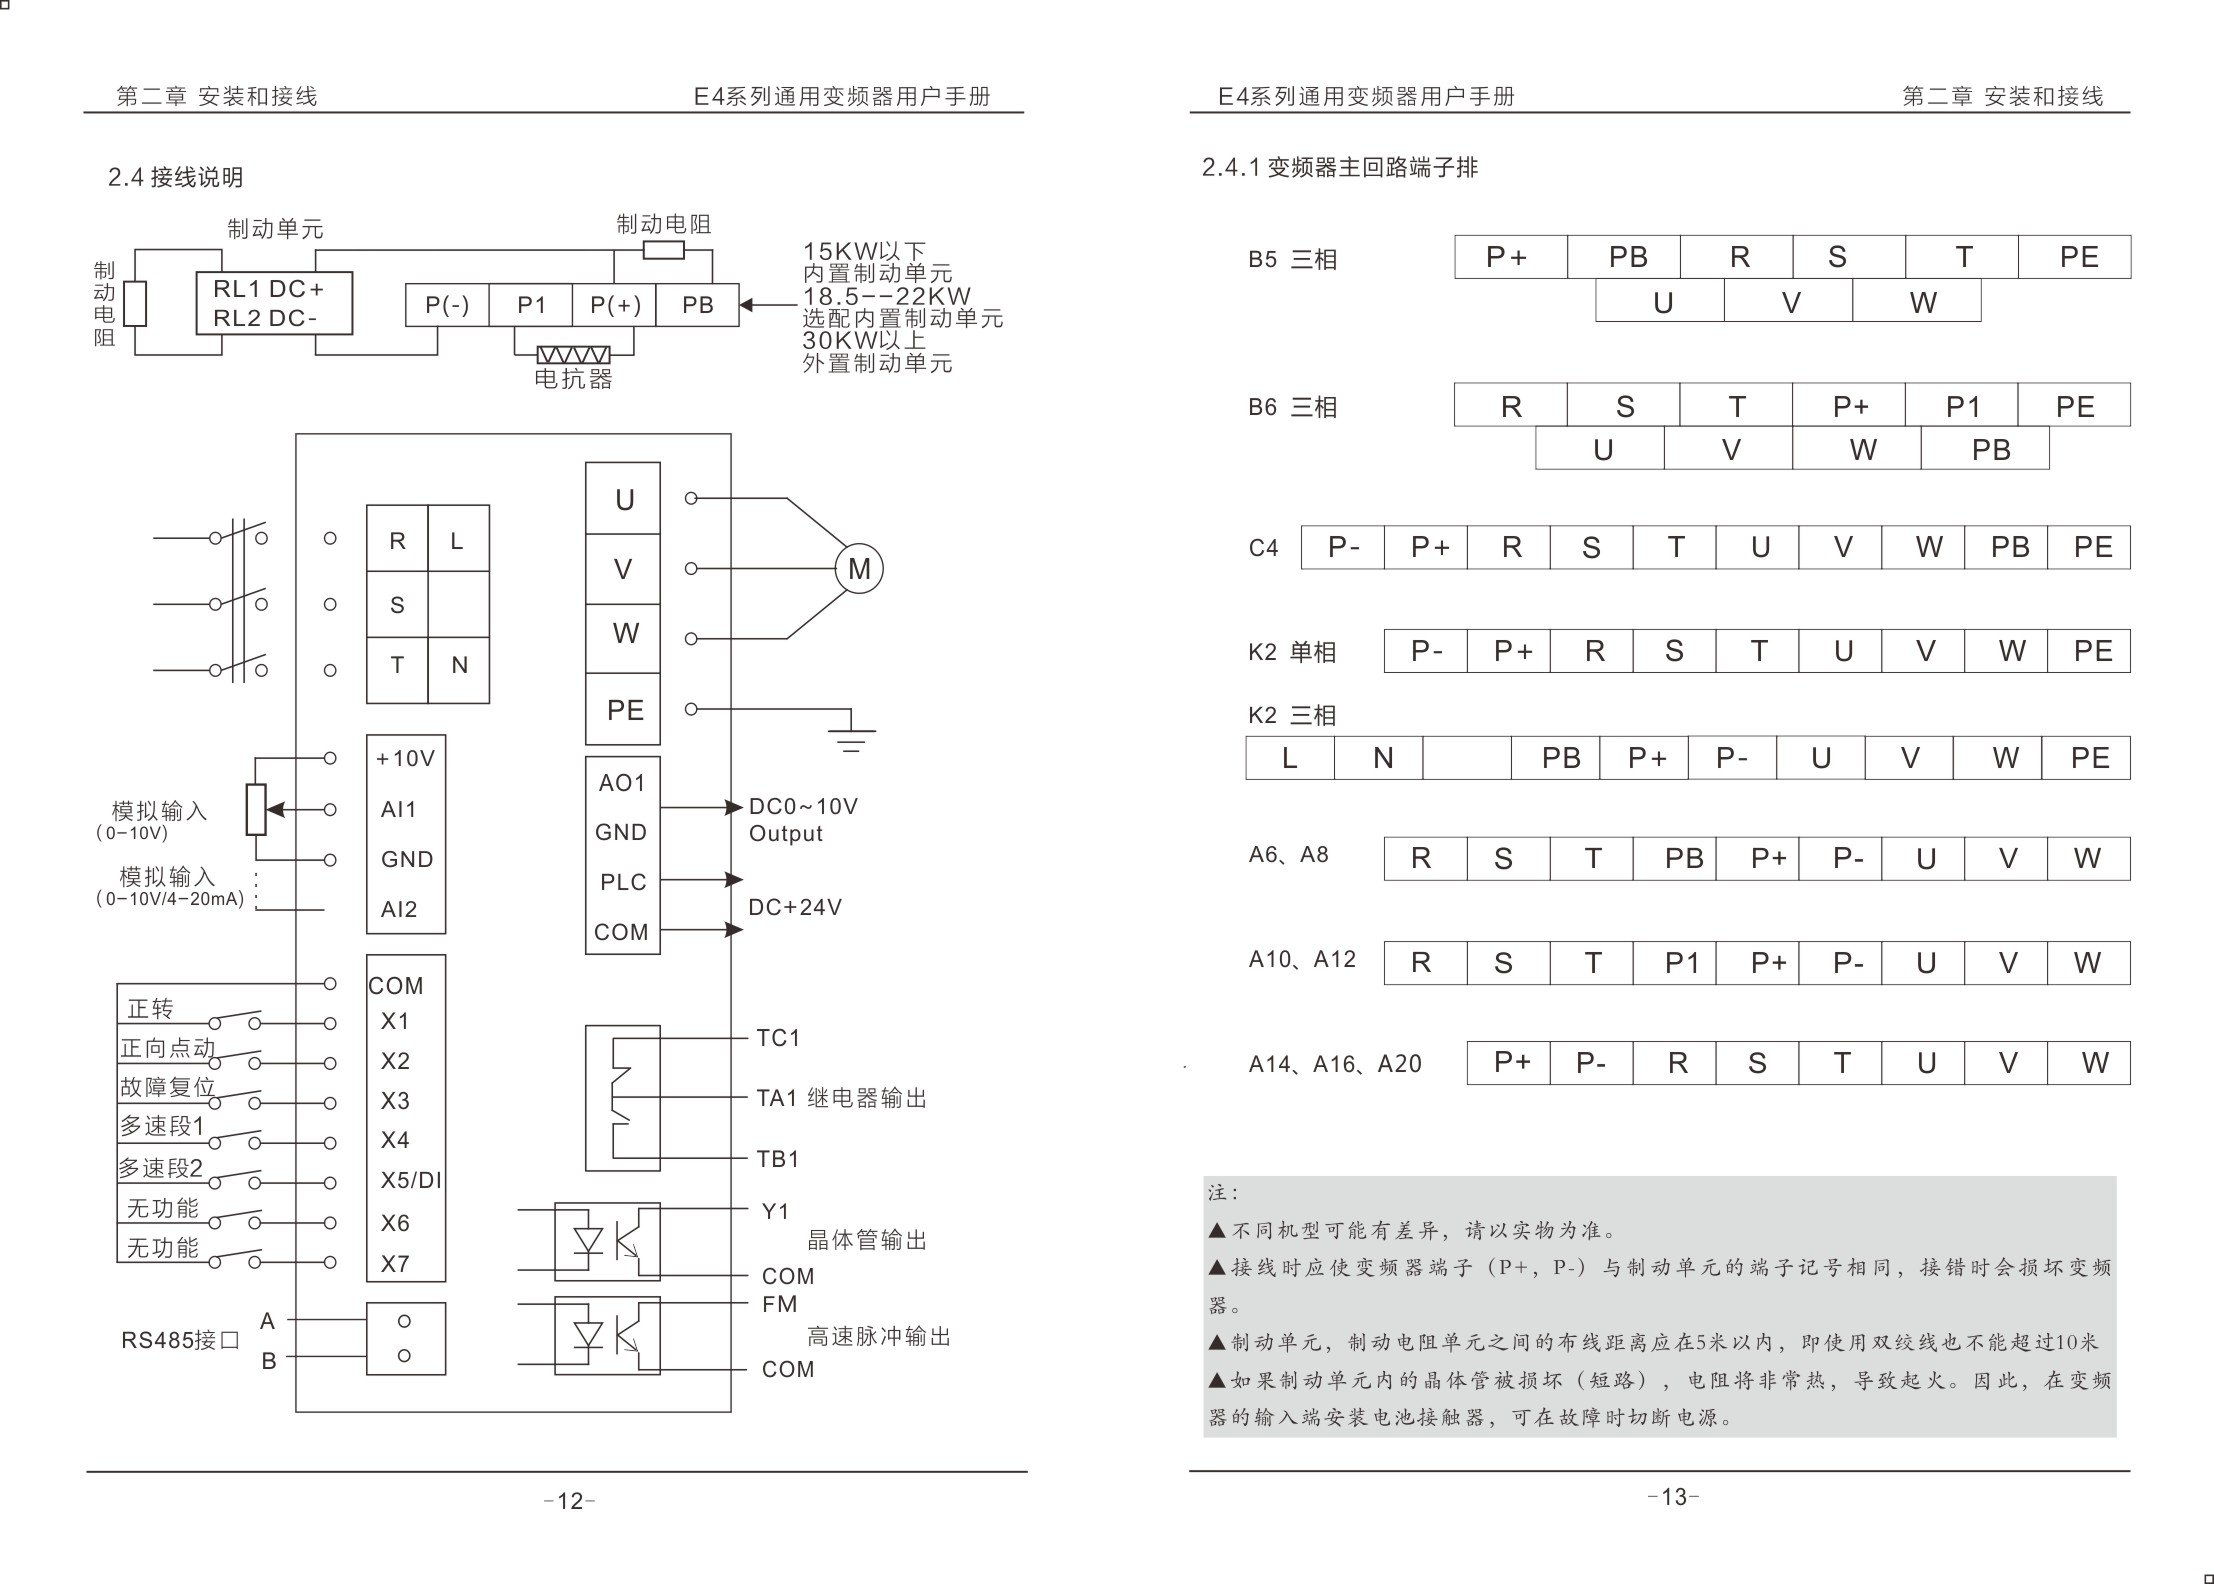 第二章 安装和接线
E4系列通用变频器用户手册
2.4 接线说明
制动单元
制动电阻
制动电阻
RL1 DC+
RL2 DC-
P(-) P1 P(+) PB
15KW以下
内置制动单元
18.5--22KW
选配内置制动单元
30KW以上
外置制动单元
电抗器
R L
S
T N
U
V
W
PE
M
+10V
AI1
GND
AI2
模拟输入
(0-10V)
模拟输入
(0-10V/4-20mA)
AO1
GND
PLC
COM
DC0~10V
Output
DC+24V
COM
正转 X1
正向点动 X2
故障复位 X3
多速段1 X4
多速段2 X5/DI
无功能 X6
无功能 X7
TC1
TA1 继电器输出
TB1
Y1
晶体管输出
COM
FM
高速脉冲输出
COM
A
RS485接口
B
-12-
E4系列通用变频器用户手册
第二章 安装和接线
2.4.1 变频器主回路端子排
B5 三相 P+ PB R S T PE
U V W
B6 三相 R S T P+ P1 PE
U V W PB
C4 P- P+ R S T U V W PB PE
K2 单相 P- P+ R S T U V W PE
K2 三相
L N PB P+ P- U V W PE
A6、A8 R S T PB P+ P- U V W
A10、A12 R S T P1 P+ P- U V W
A14、A16、A20 P+ P- R S T U V W
注：
▲不同机型可能有差异，请以实物为准。
▲接线时应使变频器端子（P+，P-）与制动单元的端子记号相同，接错时会损坏变频
器。
▲制动单元，制动电阻单元之间的布线距离应在5米以内，即使用双绞线也不能超过10米
▲如果制动单元内的晶体管被损坏（短路），电阻将非常热，导致起火。因此，在变频
器的输入端安装电池接触器，可在故障时切断电源。
-13-